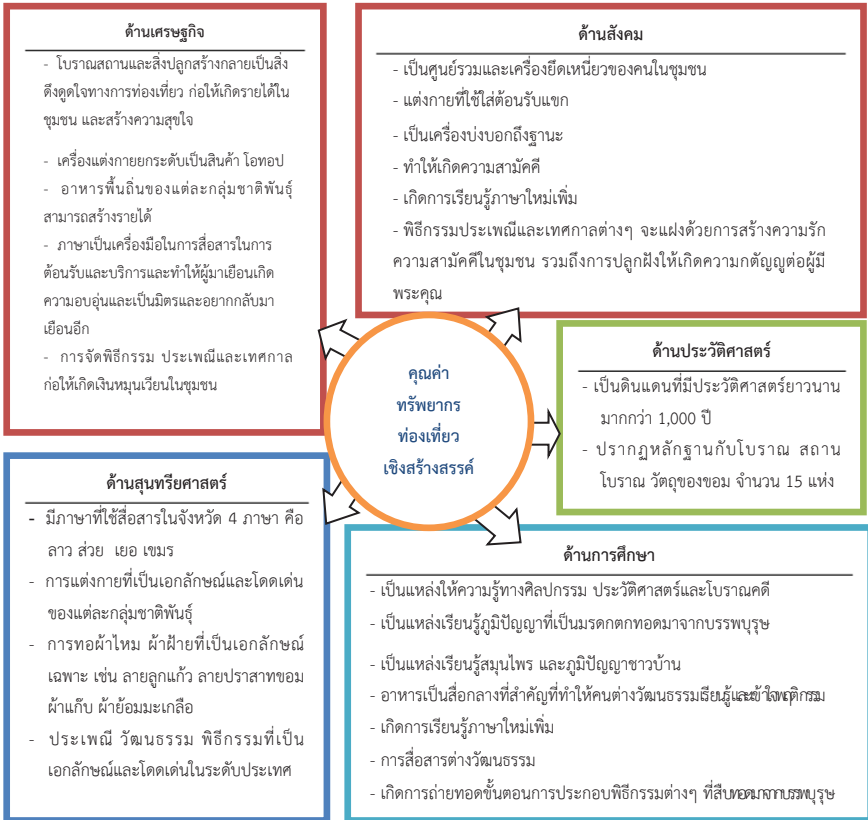 ด้านเศรษฐกิจ
- โบราณสถานและสิ่งปลูกสร้างกลายเป็นสิ่ง
ดึงดูดใจทางการท่องเที่ยว ก่อให้เกิดรายได้ใน
ชุมชน และสร้างความสุขใจ
- เครื่องแต่งกายยกระดับเป็นสินค้า โอทอป
- อาหารพื้นถิ่นของแต่ละกลุ่มชาติพันธุ์
สามารถสร้างรายได้
- ภาษาเป็นเครื่องมือในการสื่อสารในการ
ต้อนรับและบริการและทำให้ผู้มาเยือนเกิด
ความอบอุ่นและเป็นมิตรและอยากกลับมา
เยือนอีก
- การจัดพิธีกรรม ประเพณีและเทศกาล
ก่อให้เกิดเงินหมุนเวียนในชุมชน
ด้านสังคม
- เป็นศูนย์รวมและเครื่องยึดเหนี่ยวของคนในชุมชน
- แต่งกายที่ใช้ใส่ต้อนรับแขก
- เป็นเครื่องบ่งบอกถึงฐานะ
- ทำให้เกิดความสามัคคี
- เกิดการเรียนรู้ภาษาใหม่เพิ่ม
- พิธีกรรมประเพณีและเทศกาลต่างๆ จะแฝงด้วยการสร้างความรัก
ความสามัคคีในชุมชน รวมถึงการปลูกฝังให้เกิดความกตัญญูต่อผู้มี
พระคุณ
คุณค่า
ทรัพยากร
ท่องเที่ยว
เชิงสร้างสรรค์
ด้านประวัติศาสตร์
- เป็นดินแดนที่มีประวัติศาสตร์ยาวนาน
มากกว่า 1,000 ปี
- ปรากฏหลักฐานกับโบราณ สถาน
โบราณ วัตถุของขอม จำนวน 15 แห่ง
ด้านสุนทรียศาสตร์
- มีภาษาที่ใช้สื่อสารในจังหวัด 4 ภาษา คือ
ลาว ส่วย เยอ เขมร
- การแต่งกายที่เป็นเอกลักษณ์และโดดเด่น
ของแต่ละกลุ่มชาติพันธุ์
- การทอผ้าไหม ผ้าฝ้ายที่เป็นเอกลักษณ์
เฉพาะ เช่น ลายลูกแก้ว ลายปราสาทขอม
ผ้าแก๊บ ผ้าย้อมมะเกลือ
- ประเพณี วัฒนธรรม พิธีกรรมที่เป็น
เอกลักษณ์และโดดเด่นในระดับประเทศ
ด้านการศึกษา
- เป็นแหล่งให้ความรู้ทางศิลปกรรม ประวัติศาสตร์และโบราณคดี
- เป็นแหล่งเรียนรู้ภูมิปัญญาที่เป็นมรดกตกทอดมาจากบรรพบุรุษ
- เป็นแหล่งเรียนรู้สมุนไพร และภูมิปัญญาชาวบ้าน
- อาหารเป็นสื่อกลางที่สำคัญที่ทำให้คนต่างวัฒนธรรมเรียนรู้และเข้าใจ
- เกิดการเรียนรู้ภาษาใหม่เพิ่ม
- การสื่อสารต่างวัฒนธรรม
- เกิดการถ่ายทอดขั้นตอนการประกอบพิธีกรรมต่างๆ ที่สืบทอดมาจากบรรพบุรุษ